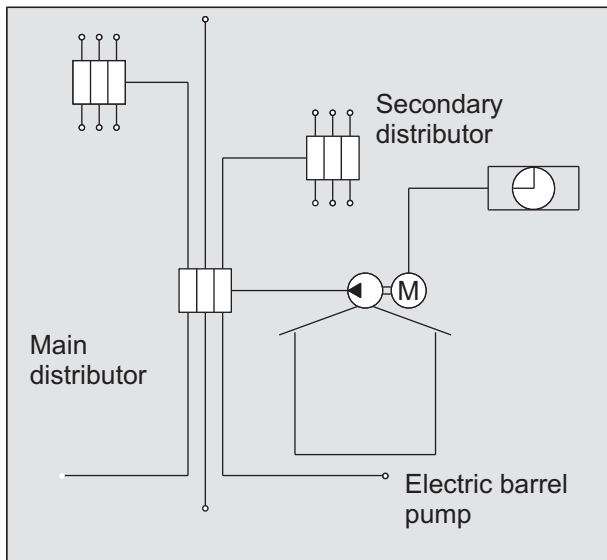 Secondary
distributor
M
Main
distributor
Electric barrel
pump